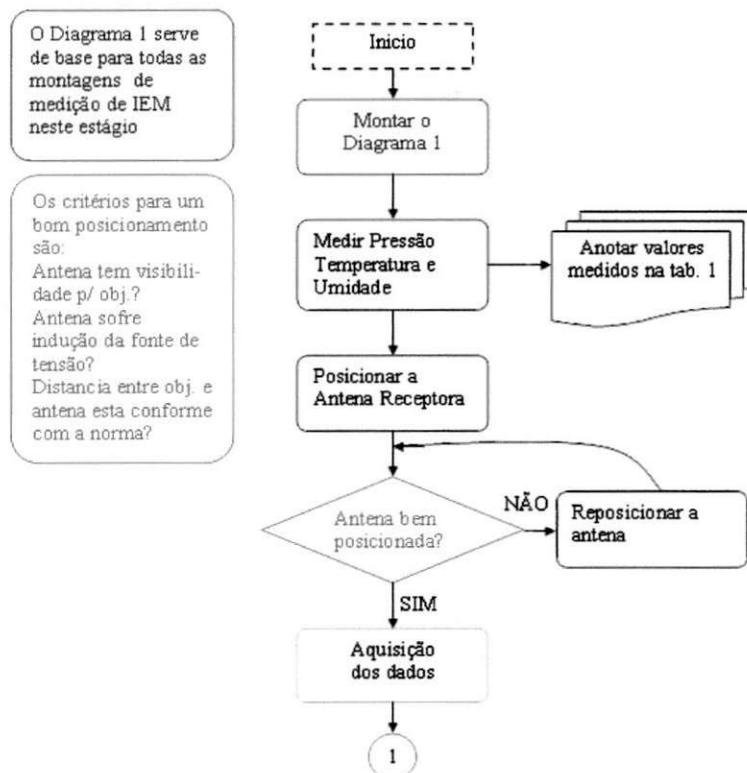 O Diagrama 1 serve
de base para todas as
montagens de
medição de IEM
neste estágio
Os critérios para um
bom posicionamento
são:
Antena tem visibili-
dade p/ obj.?
Antena sofre
indução da fonte de
tensão?
Distancia entre obj. e
antena esta conforme
com a norma?
Inicio
Montar o
Diagrama 1
Medir Pressão
Temperatura e
Umidade
Anotar valores
medidos na tab. 1
Posicionar a
Antena Receptora
Antena bem
posicionada?
NÃO
Reposicionar a
antena
SIM
Aquisição
dos dados
1